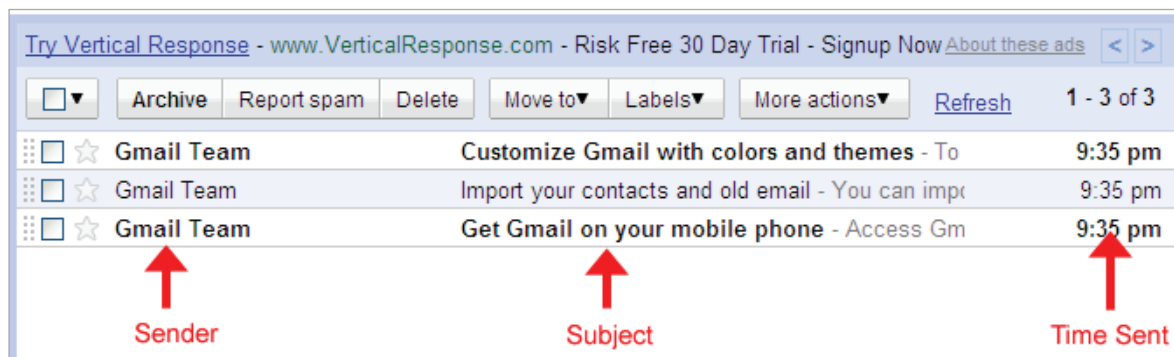 Try Vertical Response - www.VerticalResponse.com - Risk Free 30 Day Trial - Signup Now About these ads < >
Archive Report spam Delete Move to▼ Labels▼ More actions▼ Refresh 1 - 3 of 3
Gmail Team Customize Gmail with colors and themes - To 9:35 pm
Gmail Team Import your contacts and old email - You can impo 9:35 pm
Gmail Team Get Gmail on your mobile phone - Access Gm 9:35 pm
Sender Subject Time Sent